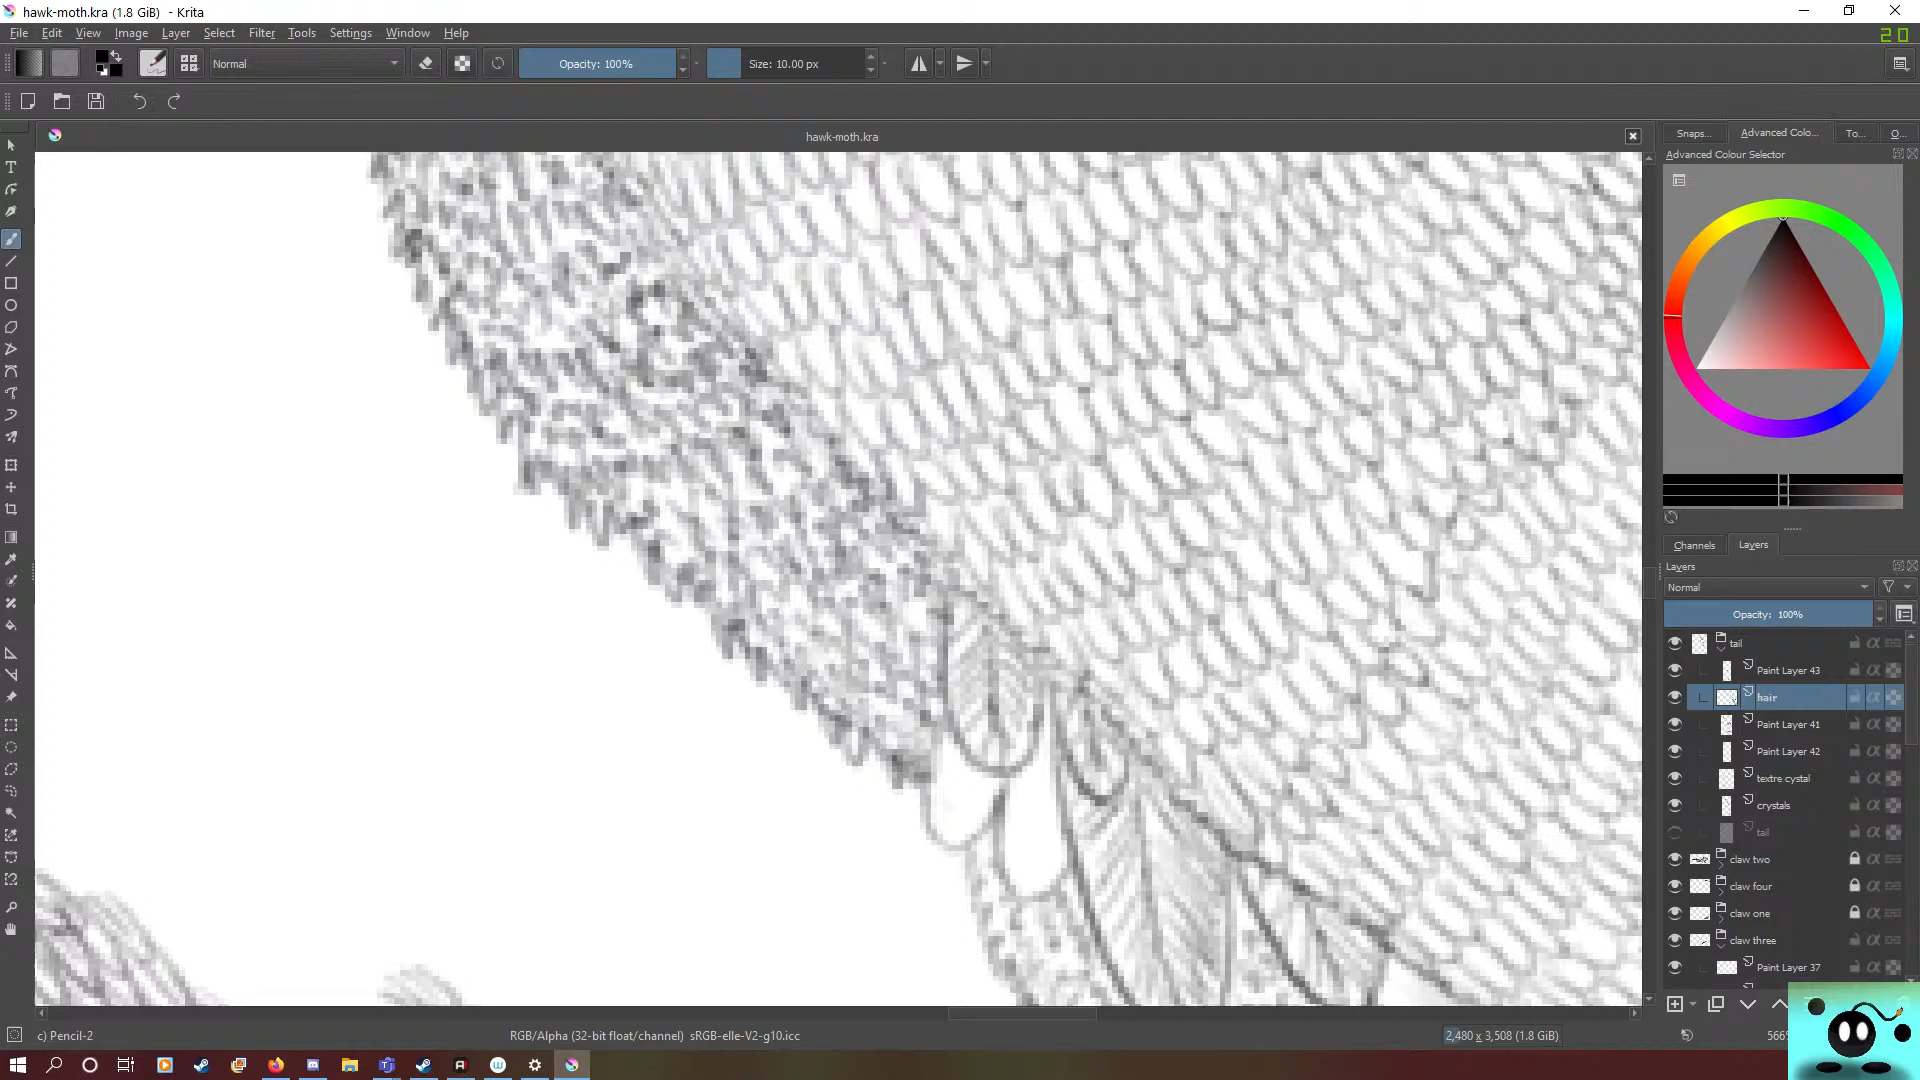 hawk-moth.kra (1.8 GiB) - Krita
20
File Edit View Image Layer Select Filter Tools Settings Window Help
Normal
Opacity: 100%
Size: 10.00 px
hawk-moth.kra
Snaps... Advanced Colo... To... O...
Advanced Colour Selector
Channels Layers
Layers
Normal
Opacity: 100%
tail
Paint Layer 43
hair
Paint Layer 41
Paint Layer 42
textre cystal
crystals
tail
claw two
claw four
claw one
claw three
Paint Layer 37
c) Pencil-2
RGB/Alpha (32-bit float/channel) sRGB-elle-V2-g10.icc
2,480 x 3,508 (1.8 GiB)